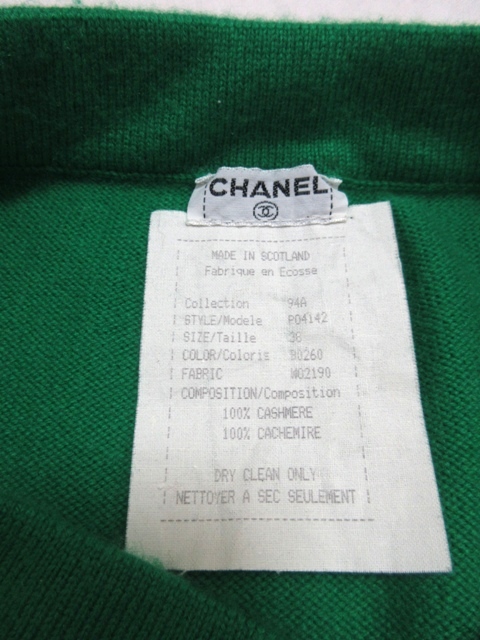 CHANEL
MADE IN SCOTLAND
Fabrique en Ecosse
Collection 94A
STYLE/Modele P04142
SIZE/Taille 38
COLOR/Coloris B0260
FABRIC W02190
COMPOSITION/Composition
100% CASHMERE
100% CACHEMIRE
DRY CLEAN ONLY
NETTOYER A SEC SEULEMENT